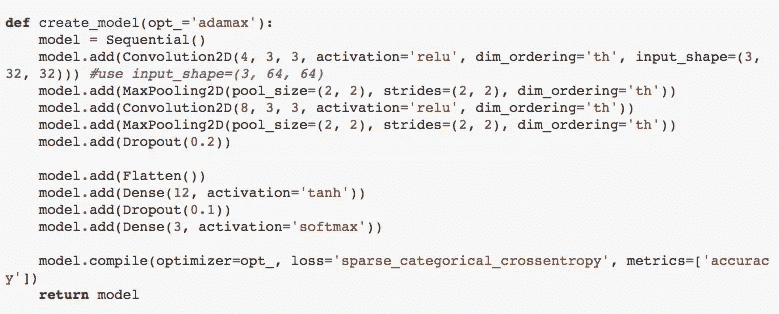 def create_model(opt_='adamax'):
    model = Sequential()
    model.add(Convolution2D(4, 3, 3, activation='relu', dim_ordering='th', input_shape=(3,
32, 32))) #use input_shape=(3, 64, 64)
    model.add(MaxPooling2D(pool_size=(2, 2), strides=(2, 2), dim_ordering='th'))
    model.add(Convolution2D(8, 3, 3, activation='relu', dim_ordering='th'))
    model.add(MaxPooling2D(pool_size=(2, 2), strides=(2, 2), dim_ordering='th'))
    model.add(Dropout(0.2))

    model.add(Flatten())
    model.add(Dense(12, activation='tanh'))
    model.add(Dropout(0.1))
    model.add(Dense(3, activation='softmax'))

    model.compile(optimizer=opt_, loss='sparse_categorical_crossentropy', metrics=['accurac
y'])
    return model